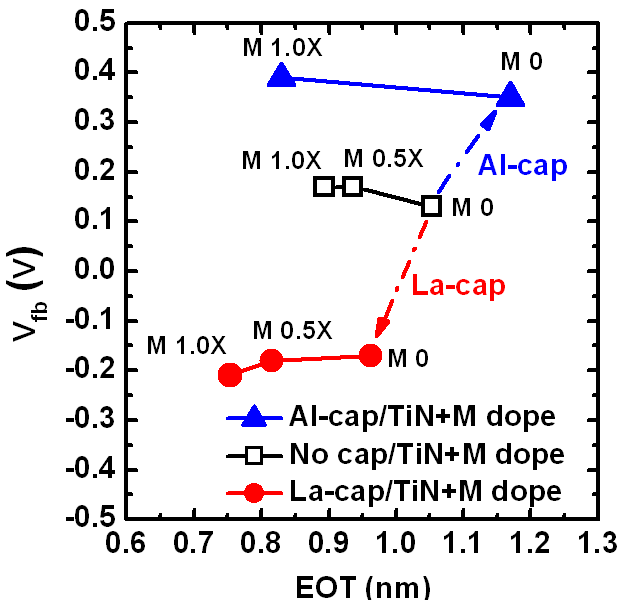 0.5
0.4
0.3
0.2
0.1
0.0
-0.1
-0.2
-0.3
-0.4
-0.5
V_fb (V)
M 1.0X
M 0
Al-cap
M 1.0X
M 0.5X
M 0
La-cap
M 1.0X
M 0.5X
M 0
Al-cap/TiN+M dope
No cap/TiN+M dope
La-cap/TiN+M dope
0.6 0.7 0.8 0.9 1.0 1.1 1.2 1.3
EOT (nm)